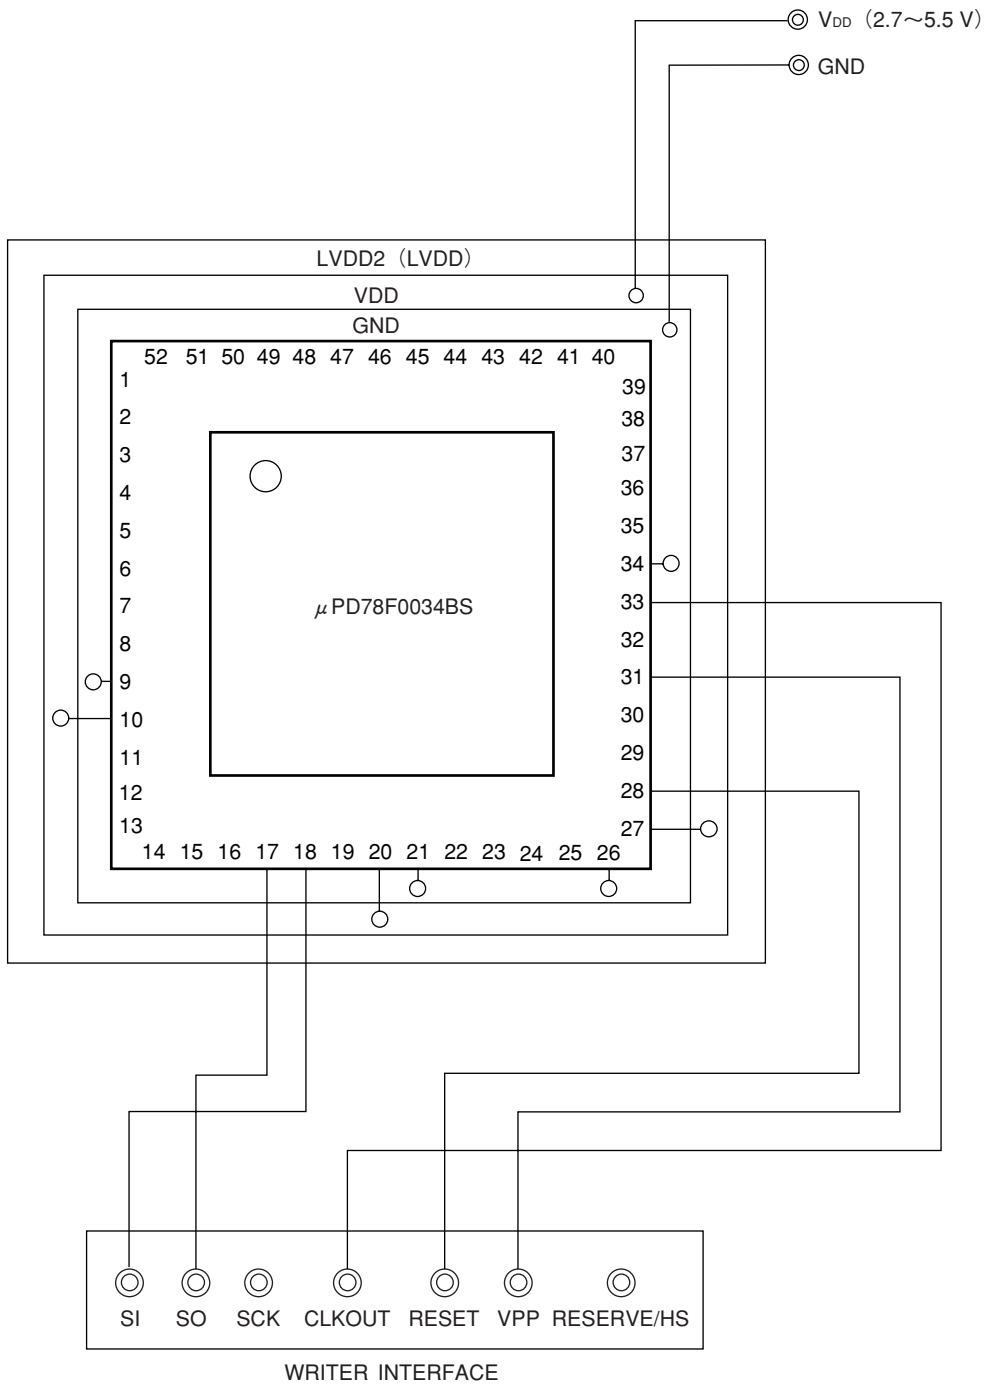 VDD（2.7～5.5 V）
GND
LVDD2（LVDD）
VDD
GND
52 51 50 49 48 47 46 45 44 43 42 41 40
1 39
2 38
3 37
4 36
5 35
6 34
7 μPD78F0034BS 33
8 32
9 31
10 30
11 29
12 28
13 27
14 15 16 17 18 19 20 21 22 23 24 25 26
SI SO SCK CLKOUT RESET VPP RESERVE/HS
WRITER INTERFACE